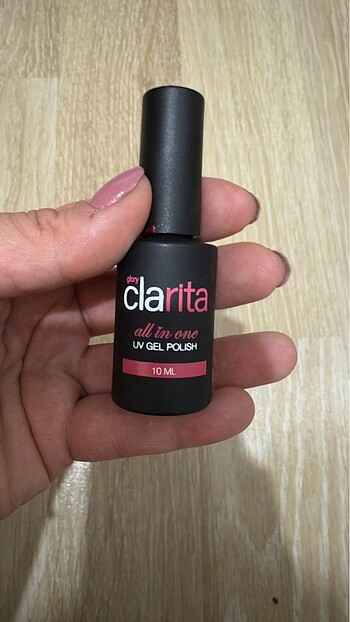 glory
clarita
all in one
UV GEL POLISH
10 ML